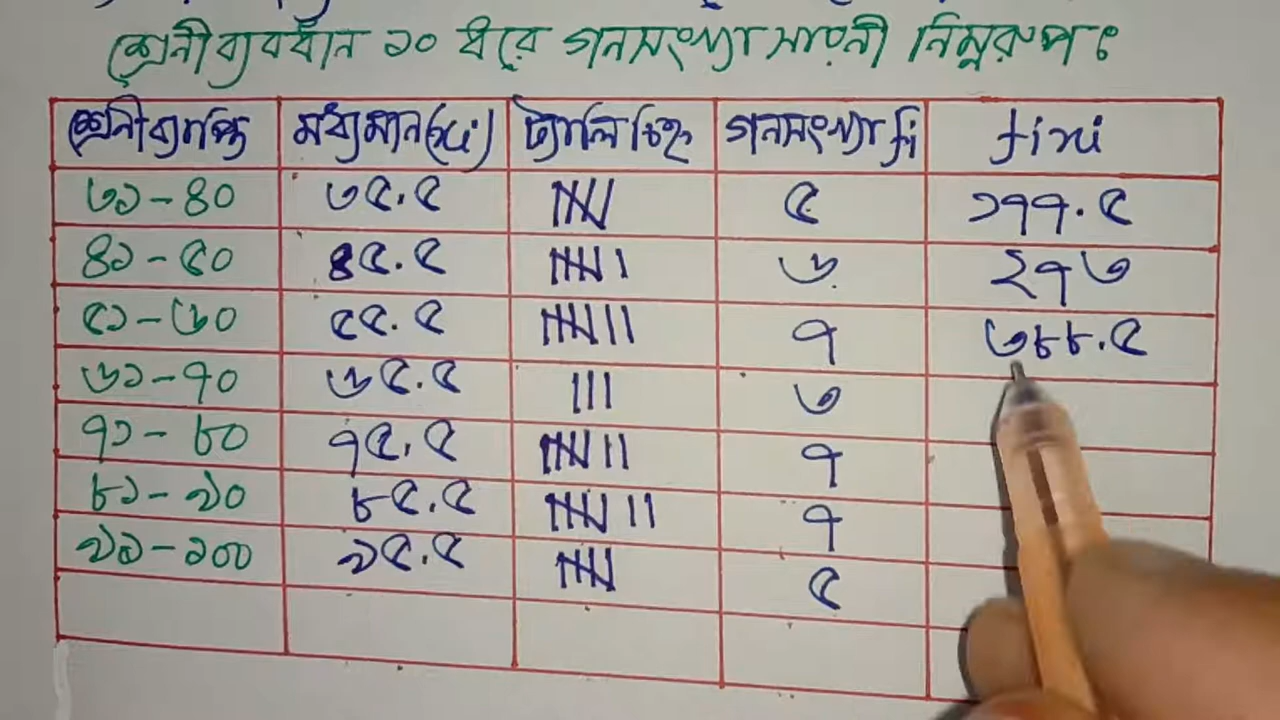 শ্রেনীব্যবধান ১০ ধরে গনসংখ্যা সারনী নিম্নরুপঃ
শ্রেনীব্যাপ্তি মধ্যমান(xi) ট্যালি চিহ্ন গনসংখ্যা fi fixi
৩১-৪০ ৩৫.৫ ৫ ১৭৭.৫
৪১-৫০ ৪৫.৫ ৬ ২৭৩
৫১-৬০ ৫৫.৫ ৭ ৩৮৮.৫
৬১-৭০ ৬৫.৫ ৩
৭১-৮০ ৭৫.৫ ৭
৮১-৯০ ৮৫.৫ ৭
৯১-১০০ ৯৫.৫ ৫